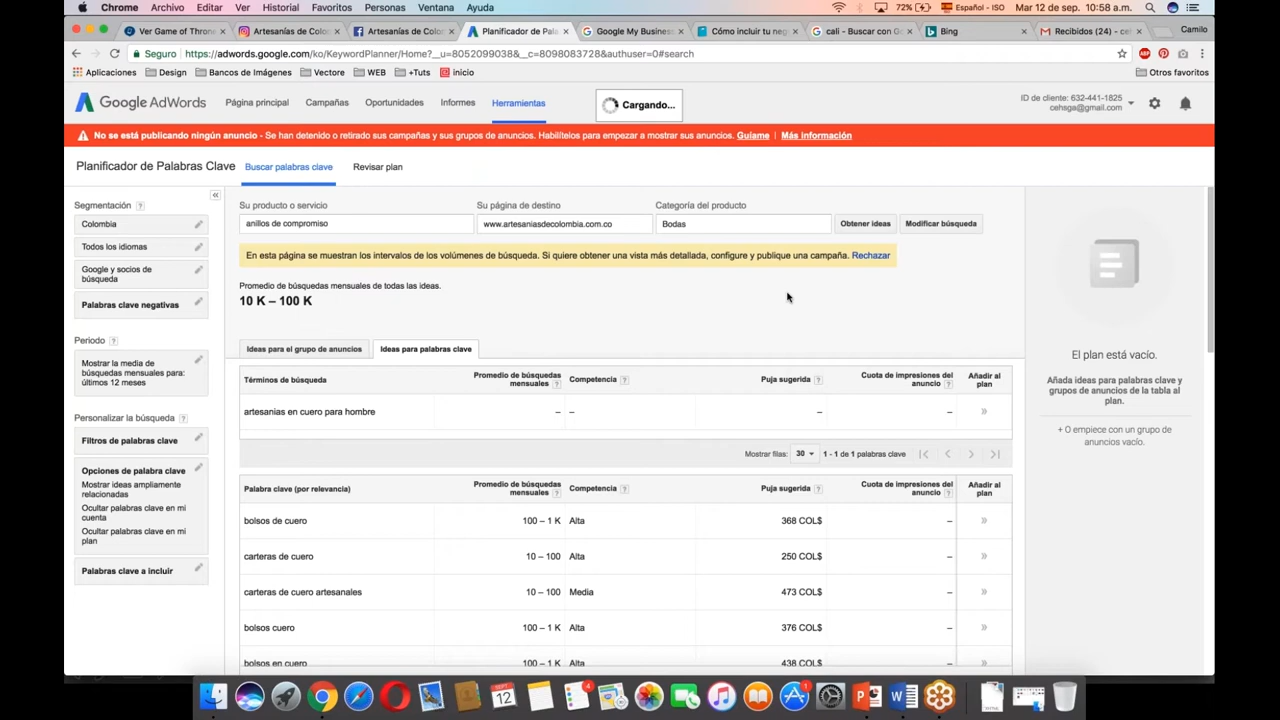 Chrome Archivo Editar Ver Historial Favoritos Personas Ventana Ayuda 72% Español - ISO Mar 12 de sep. 10:58 a.m.
Ver Game of Throne Artesanías de Colom Artesanías de Colom Planificador de Pala Google My Busines Cómo incluir tu neg cali - Buscar con Go Bing Recibidos (24) - ce Camilo
Seguro https://adwords.google.com/ko/KeywordPlanner/Home?__u=8052099038&__c=8098083728&authuser=0#search
Aplicaciones Design Bancos de Imágenes Vectore WEB +Tuts inicio Otros favoritos
Google AdWords Página principal Campañas Oportunidades Informes Herramientas Cargando... ID de cliente: 632-441-1825
cehsga@gmail.com
No se está publicando ningún anuncio - Se han detenido o retirado sus campañas y sus grupos de anuncios. Habilítelos para empezar a mostrar sus anuncios. Guíame Más información
Planificador de Palabras Clave Buscar palabras clave Revisar plan
Segmentación ?
Colombia
Todos los idiomas
Google y socios de
búsqueda
Palabras clave negativas
Periodo ?
Mostrar la media de
búsquedas mensuales para:
últimos 12 meses
Personalizar la búsqueda ?
Filtros de palabras clave
Opciones de palabra clave
Mostrar ideas ampliamente
relacionadas
Ocultar palabras clave en mi
cuenta
Ocultar palabras clave en mi
plan
Palabras clave a incluir
Su producto o servicio Su página de destino Categoría del producto
anillos de compromiso www.artesaniasdecolombia.com.co Bodas Obtener ideas Modificar búsqueda
En esta página se muestran los intervalos de los volúmenes de búsqueda. Si quiere obtener una vista más detallada, configure y publique una campaña. Rechazar
Promedio de búsquedas mensuales de todas las ideas.
10 K – 100 K
Ideas para el grupo de anuncios Ideas para palabras clave
Términos de búsqueda Promedio de búsquedas mensuales ? Competencia ? Puja sugerida ? Cuota de impresiones del anuncio ? Añadir al plan
artesanias en cuero para hombre – – – – »
Mostrar filas: 30 1 - 1 de 1 palabras clave
Palabra clave (por relevancia) Promedio de búsquedas mensuales ? Competencia ? Puja sugerida ? Cuota de impresiones del anuncio ? Añadir al plan
bolsos de cuero 100 – 1 K Alta 368 COL$ – »
carteras de cuero 10 – 100 Alta 250 COL$ – »
carteras de cuero artesanales 10 – 100 Media 473 COL$ – »
bolsos cuero 100 – 1 K Alta 376 COL$ – »
bolsos en cuero 100 – 1 K Alta 438 COL$ – »
El plan está vacío.
Añada ideas para palabras clave y
grupos de anuncios de la tabla al
plan.
+ O empiece con un grupo de
anuncios vacío.
SEPT
12
4
1